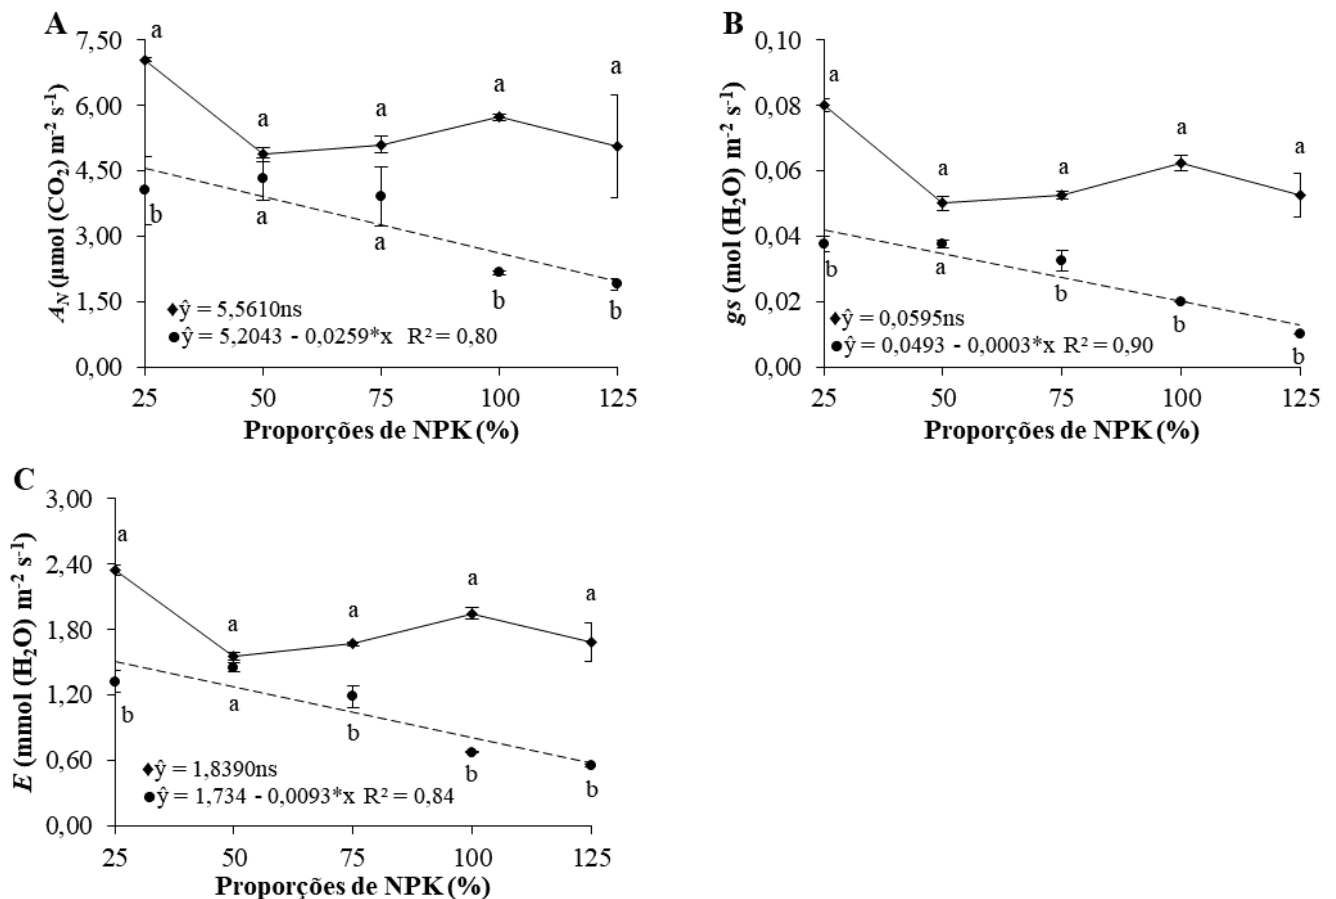 A
a
7,50
6,00
4,50
3,00
1,50
0,00
A_N (µmol (CO₂) m⁻² s⁻¹)
a
a
a
a
b
a
a
b
b
♦ŷ = 5,5610ns
●ŷ = 5,2043 - 0,0259*x R² = 0,80
25 50 75 100 125
Proporções de NPK (%)
B
0,10
0,08
0,06
0,04
0,02
0,00
gs (mol (H₂O) m⁻² s⁻¹)
a
a
a
a
a
b
a
b
b
b
♦ŷ = 0,0595ns
●ŷ = 0,0493 - 0,0003*x R² = 0,90
25 50 75 100 125
Proporções de NPK (%)
C
3,00
2,40
1,80
1,20
0,60
0,00
E (mmol (H₂O) m⁻² s⁻¹)
a
a
a
a
a
b
a
b
b
b
♦ŷ = 1,8390ns
●ŷ = 1,734 - 0,0093*x R² = 0,84
25 50 75 100 125
Proporções de NPK (%)